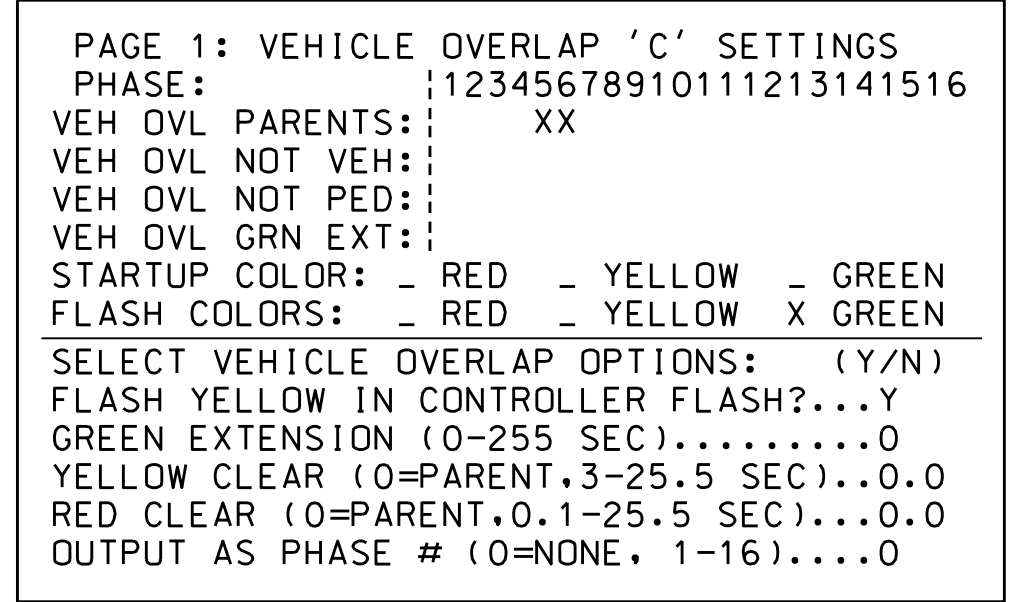 PAGE 1: VEHICLE OVERLAP 'C' SETTINGS
PHASE: 12345678910111213141516
VEH OVL PARENTS: XX
VEH OVL NOT VEH:
VEH OVL NOT PED:
VEH OVL GRN EXT:
STARTUP COLOR: _ RED _ YELLOW _ GREEN
FLASH COLORS: _ RED _ YELLOW X GREEN
SELECT VEHICLE OVERLAP OPTIONS: (Y/N)
FLASH YELLOW IN CONTROLLER FLASH?...Y
GREEN EXTENSION (0-255 SEC).........0
YELLOW CLEAR (0=PARENT,3-25.5 SEC)..0.0
RED CLEAR (0=PARENT,0.1-25.5 SEC)...0.0
OUTPUT AS PHASE # (0=NONE, 1-16)....0